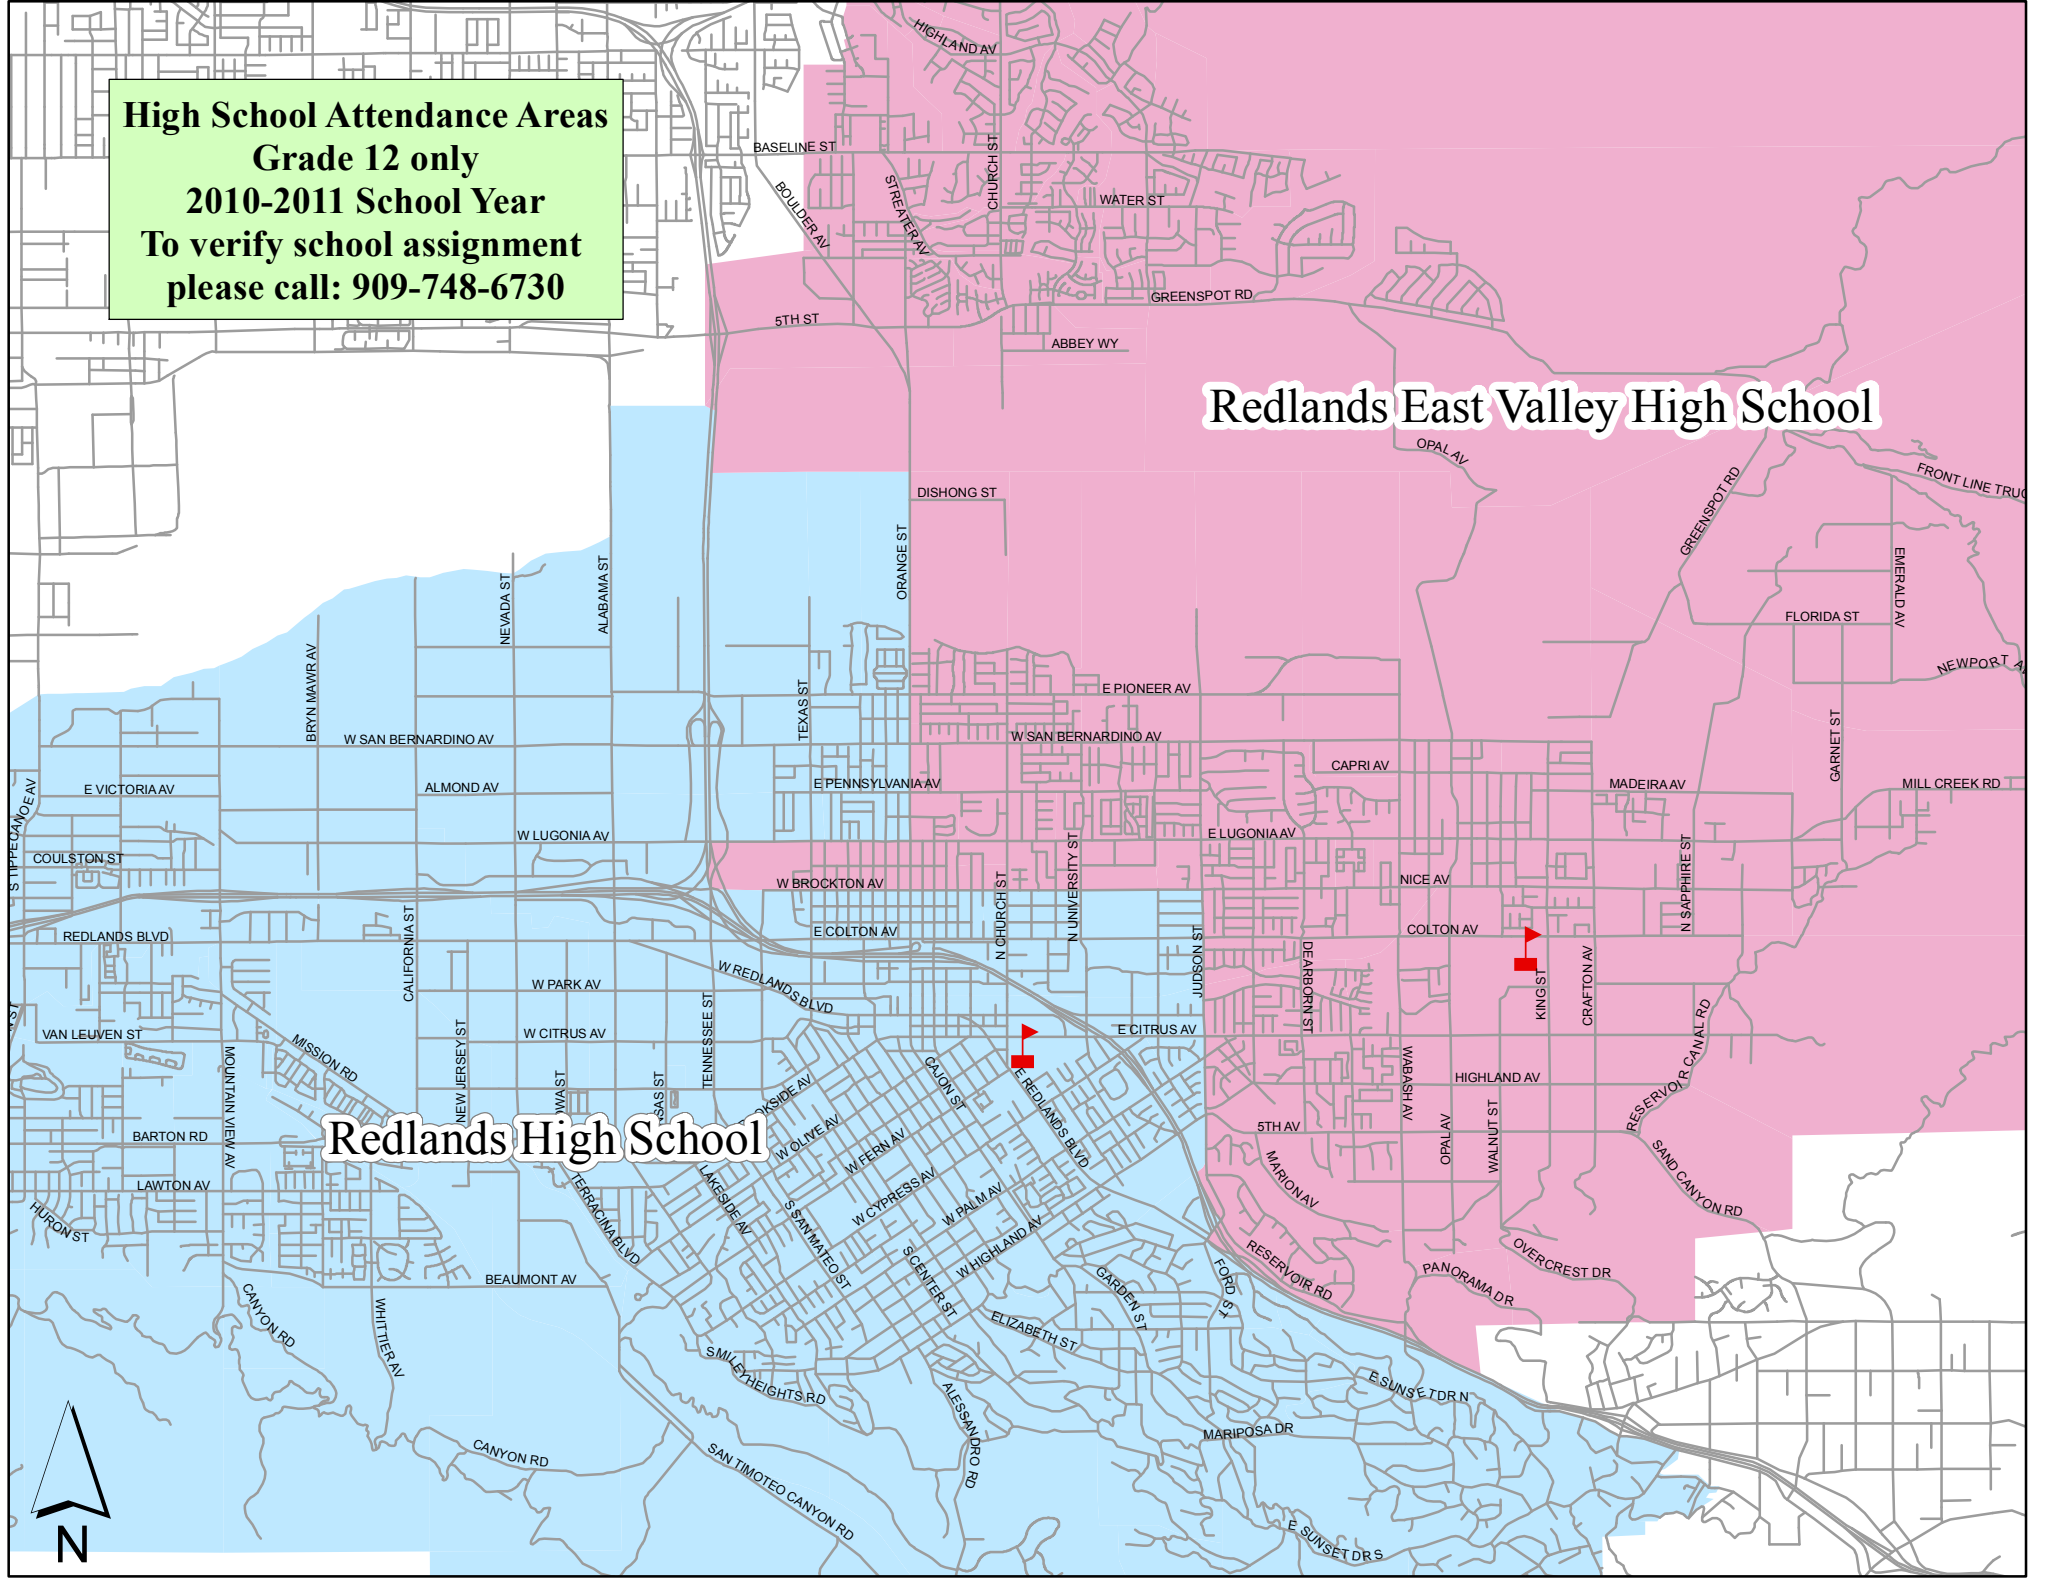 High School Attendance Areas
Grade 12 only
2010-2011 School Year
To verify school assignment
please call: 909-748-6730
HIGHLAND AV
BASELINE ST
CHURCH ST
BOULDER AV
STREATER AV
WATER ST
GREENSPOT RD
5TH ST
ABBEY WY
Redlands East Valley High School
OPAL AV
GREENSPOT RD
FRONT LINE TRUC
DISHONG ST
ORANGE ST
NEVADA ST
ALABAMA ST
EMERALD AV
FLORIDA ST
NEWPORT A
BRYN MAWR AV
TEXAS ST
E PIONEER AV
W SAN BERNARDINO AV
W SAN BERNARDINO AV
GARNET ST
CAPRI AV
E VICTORIA AV
ALMOND AV
E PENNSYLVANIA AV
MADEIRA AV
MILL CREEK RD
S TIPPECANOE AV
W LUGONIA AV
E LUGONIA AV
COULSTON ST
N UNIVERSITY ST
N SAPPHIRE ST
W BROCKTON AV
NICE AV
N CHURCH ST
CALIFORNIA ST
REDLANDS BLVD
E COLTON AV
COLTON AV
JUDSON ST
DEARBORN ST
W REDLANDS BLVD
W PARK AV
KING ST
CRAFTON AV
TENNESSEE ST
N ST
VAN LEUVEN ST
W CITRUS AV
E CITRUS AV
RESERVOIR CANAL RD
MISSION RD
MOUNTAIN VIEW AV
NEW JERSEY ST
OWA ST
SAS ST
OKSIDE AV
CAJON ST
E REDLANDS BLVD
WABASH AV
HIGHLAND AV
BARTON RD
Redlands High School
W OLIVE AV
W FERN AV
5TH AV
OPAL AV
WALNUT ST
SAND CANYON RD
LAWTON AV
HURON ST
TERRACINA BLVD
LAKESIDE AV
S SAN MATEO ST
W CYPRESS AV
W PALM AV
W HIGHLAND AV
S CENTER ST
MARION AV
RESERVOIR RD
OVERCREST DR
PANORAMA DR
FORD ST
GARDEN ST
BEAUMONT AV
CANYON RD
WHITTIER AV
ELIZABETH ST
SMILEY HEIGHTS RD
ALESSANDRO RD
E SUNSET DR N
MARIPOSA DR
CANYON RD
SAN TIMOTEO CANYON RD
E SUNSET DR S
N